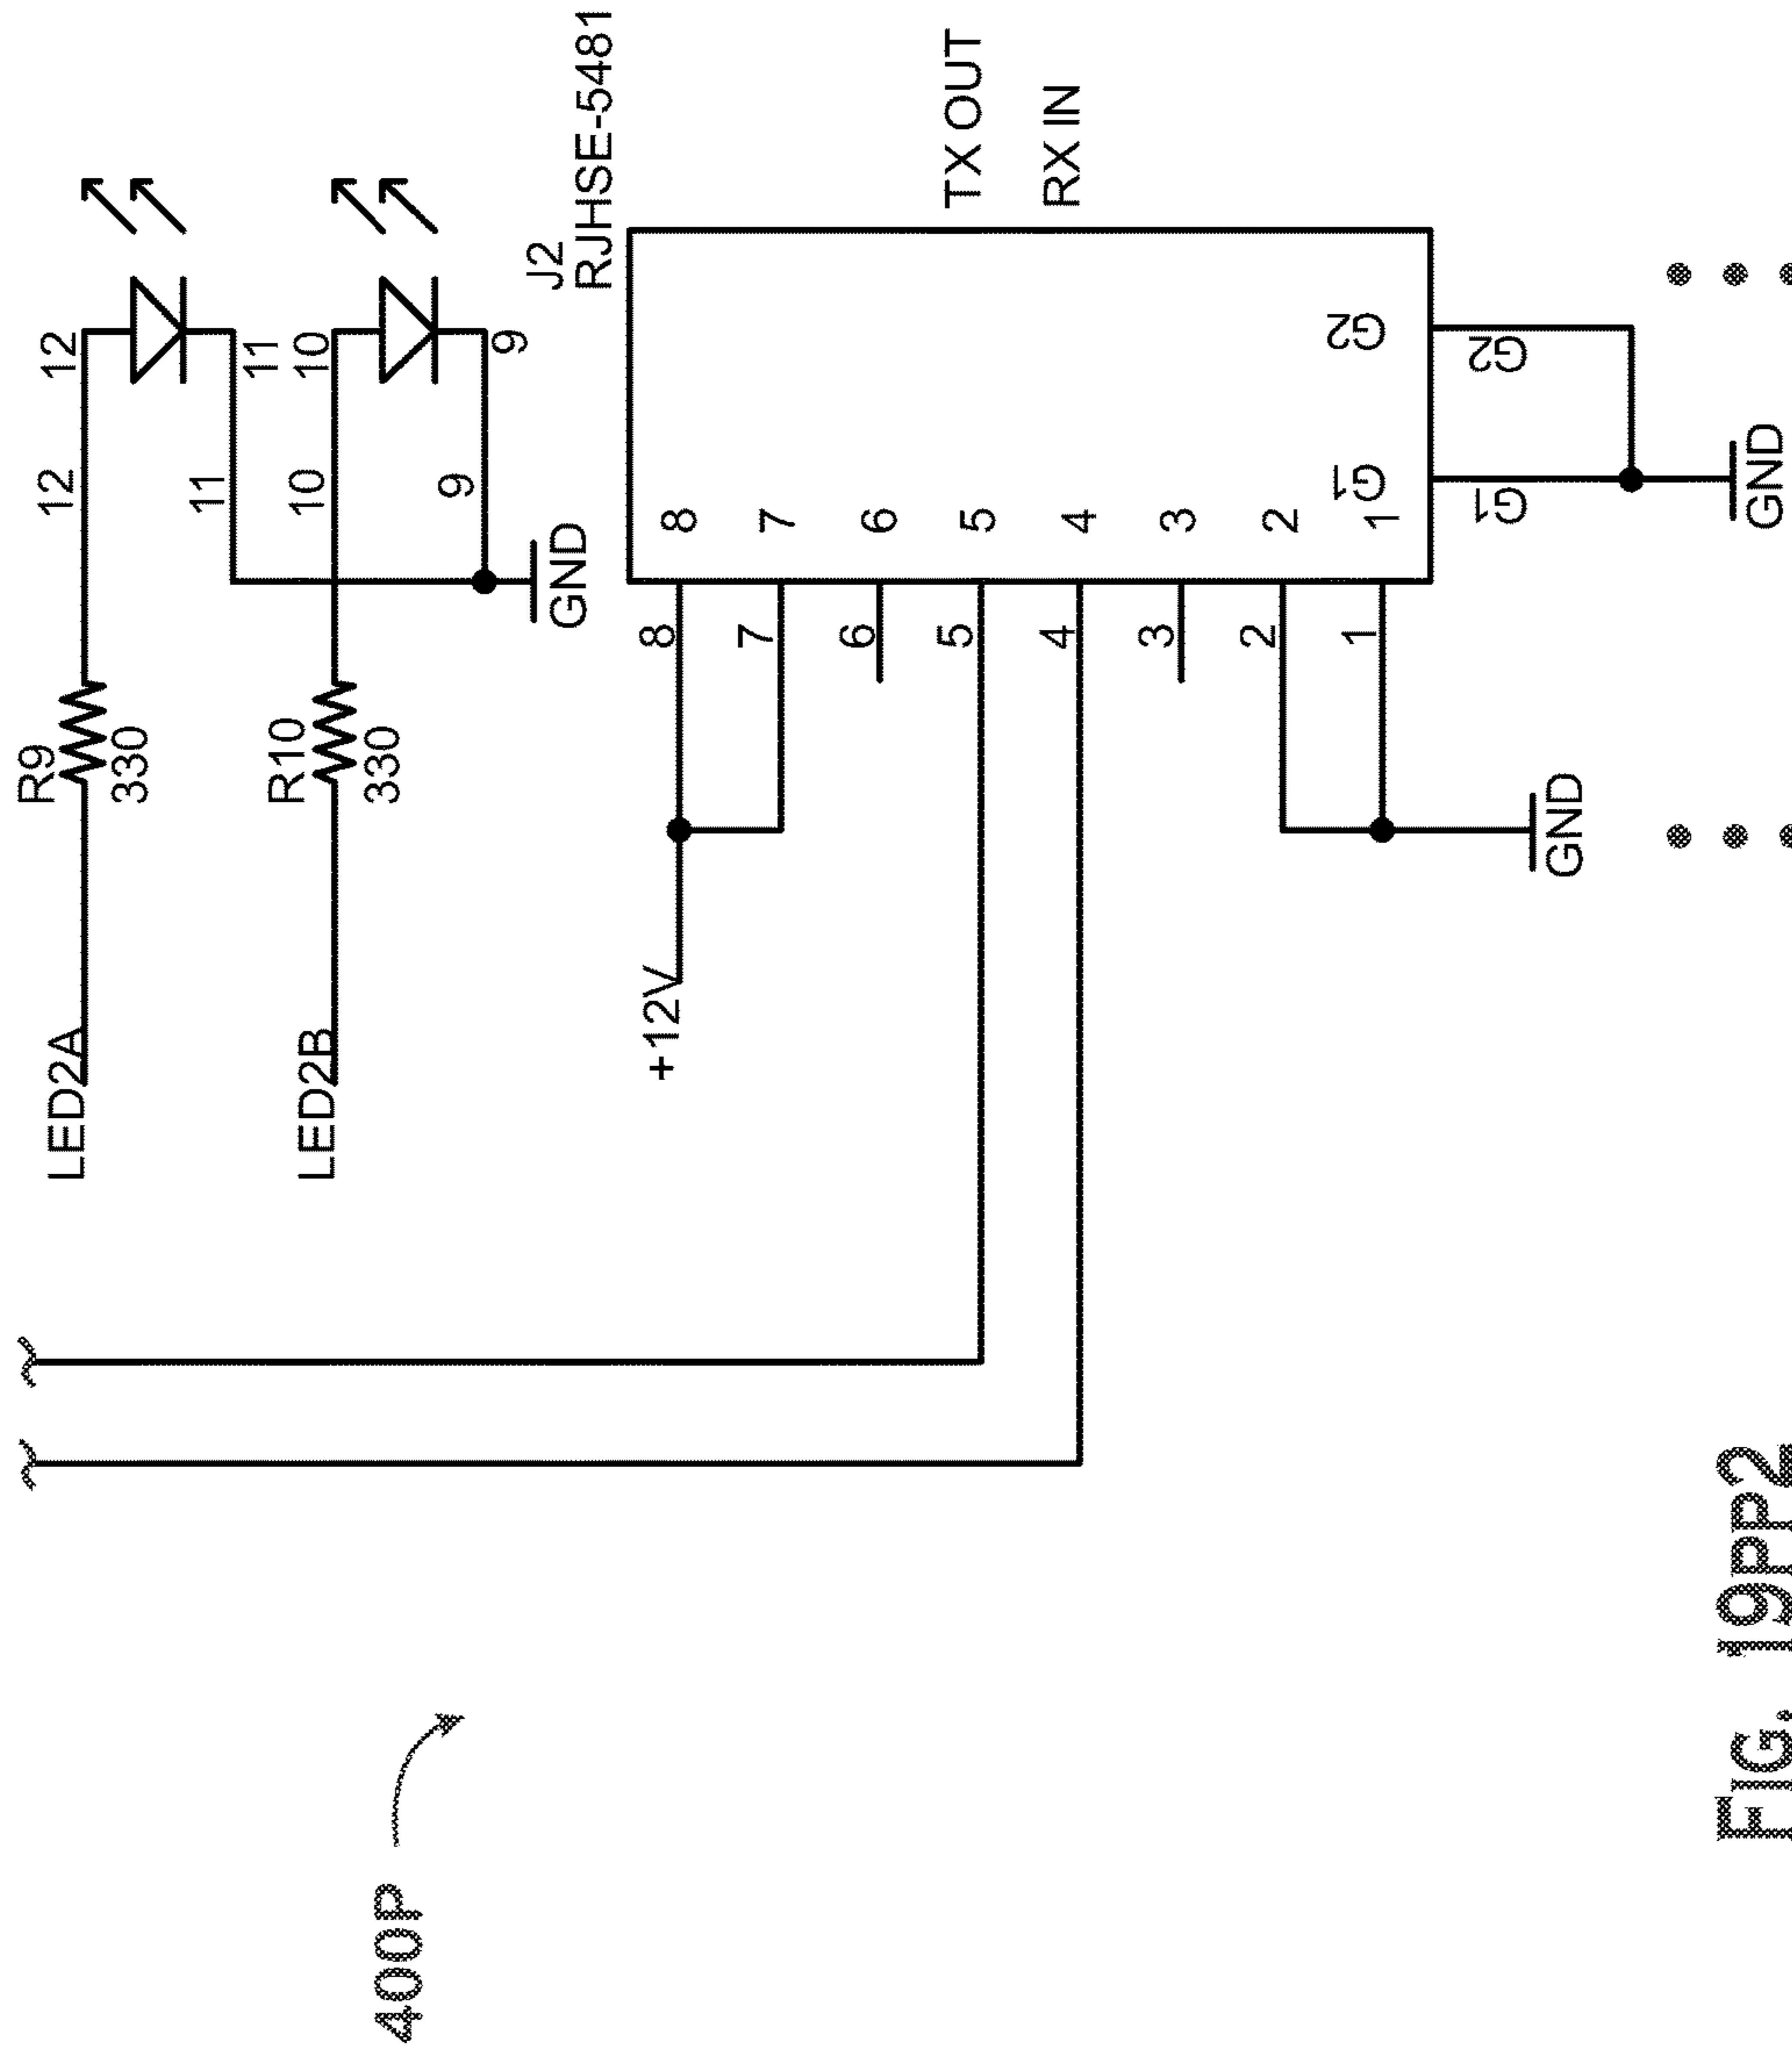 R9
12 12
LED2A
330
11
11
R10 10 10
LED2B
330
400P
9
9
J2
GND
RJHSE-5481
+12V 8 8
7 7
6 6
5 5 TX OUT
4 4 RX IN
3 3
2 2
1 1
G1 G2
G1 G2
GND
GND
FIG. 19PP2